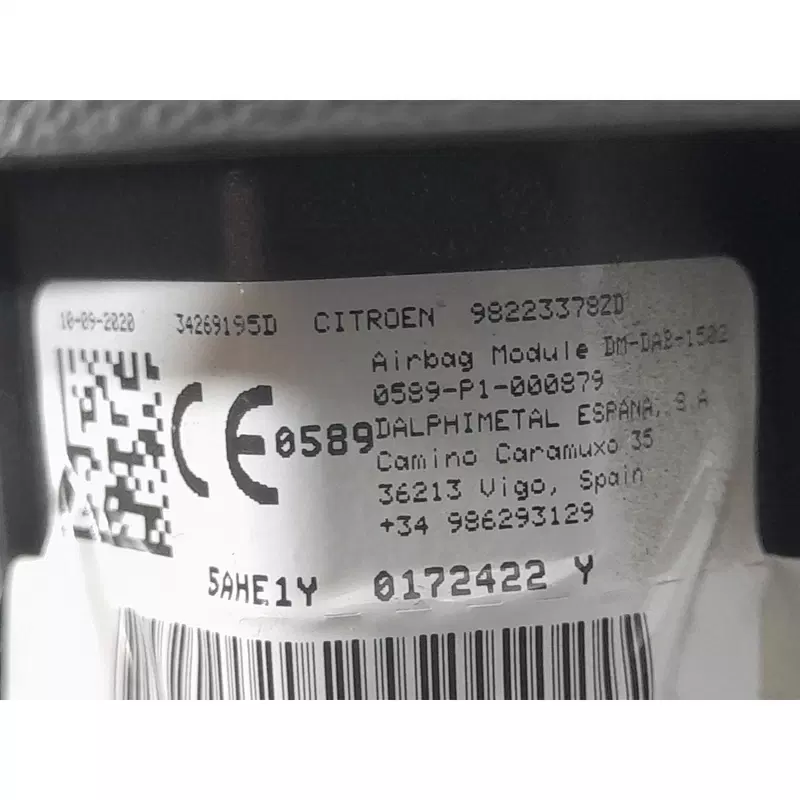 10-09-2020 34269195D CITROEN 98223378ZD
Airbag Module DM-DAB-1502
0589-P1-000879
CE 0589 DALPHIMETAL ESPANA, S.A
Camino Caramuxo 35
36213 Vigo, Spain
+34 986293129
5AHE1Y 0172422 Y